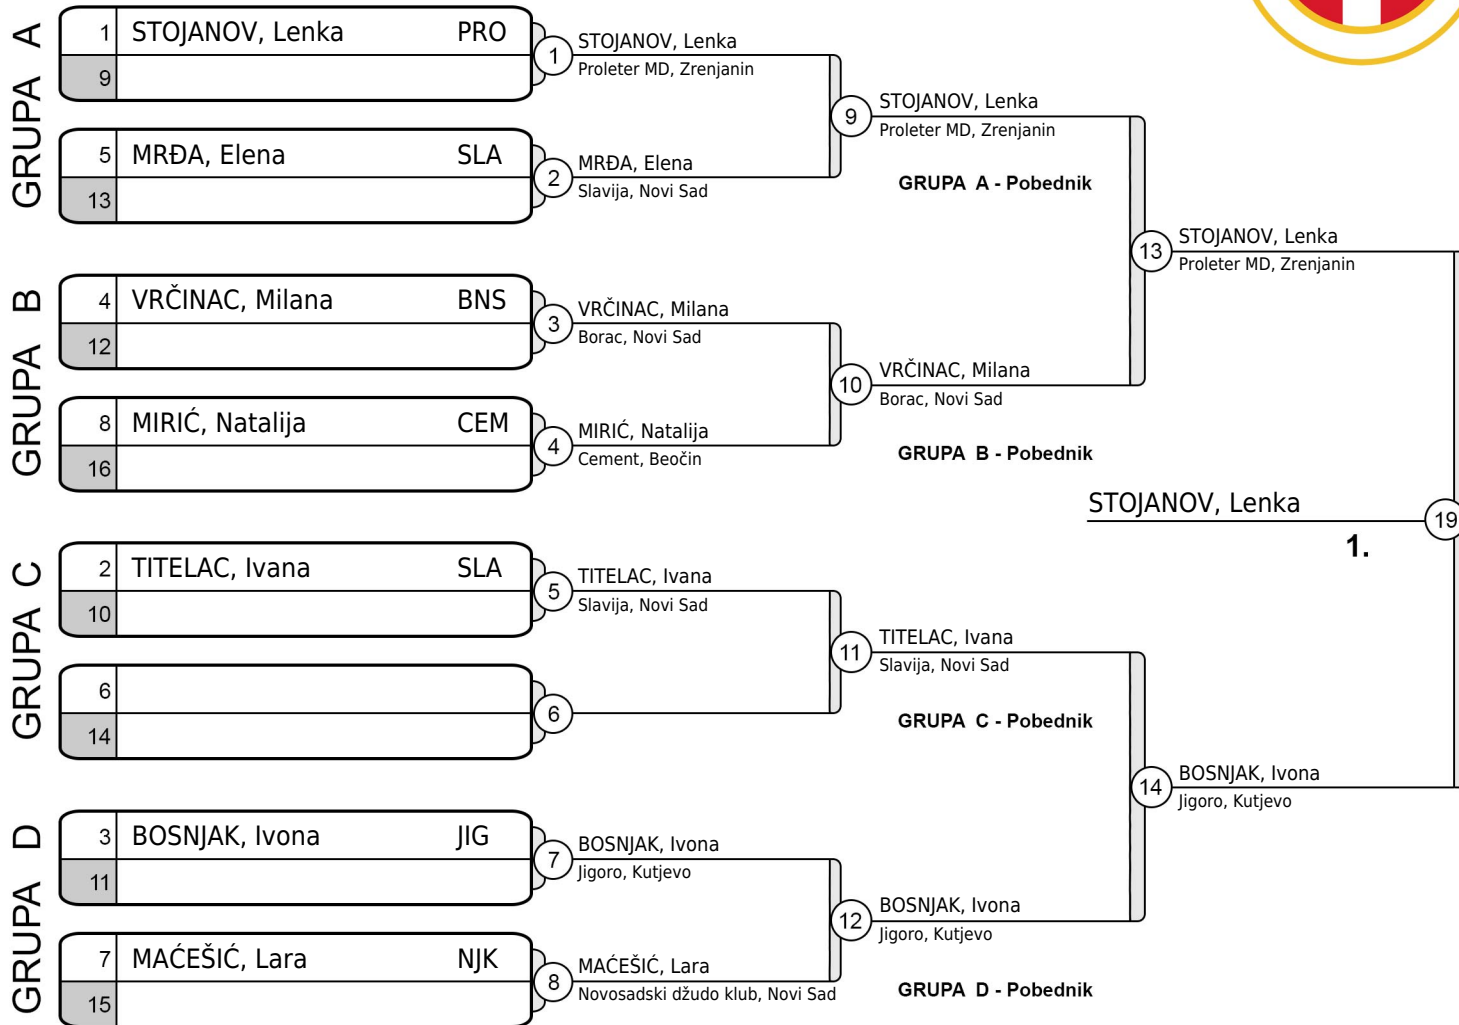 GRUPA A
1 STOJANOV, Lenka PRO
9
5 MRĐA, Elena SLA
13
GRUPA B
4 VRČINAC, Milana BNS
12
8 MIRIĆ, Natalija CEM
16
GRUPA C
2 TITELAC, Ivana SLA
10
6
14
GRUPA D
3 BOSNJAK, Ivona JIG
11
7 MAĆEŠIĆ, Lara NJK
15
1 STOJANOV, Lenka
Proleter MD, Zrenjanin
2 MRĐA, Elena
Slavija, Novi Sad
3 VRČINAC, Milana
Borac, Novi Sad
4 MIRIĆ, Natalija
Cement, Beočin
5 TITELAC, Ivana
Slavija, Novi Sad
6
7 BOSNJAK, Ivona
Jigoro, Kutjevo
8 MAĆEŠIĆ, Lara
Novosadski džudo klub, Novi Sad
9 STOJANOV, Lenka
Proleter MD, Zrenjanin
GRUPA A - Pobednik
10 VRČINAC, Milana
Borac, Novi Sad
GRUPA B - Pobednik
11 TITELAC, Ivana
Slavija, Novi Sad
GRUPA C - Pobednik
12 BOSNJAK, Ivona
Jigoro, Kutjevo
GRUPA D - Pobednik
13 STOJANOV, Lenka
Proleter MD, Zrenjanin
14 BOSNJAK, Ivona
Jigoro, Kutjevo
STOJANOV, Lenka 19
1.